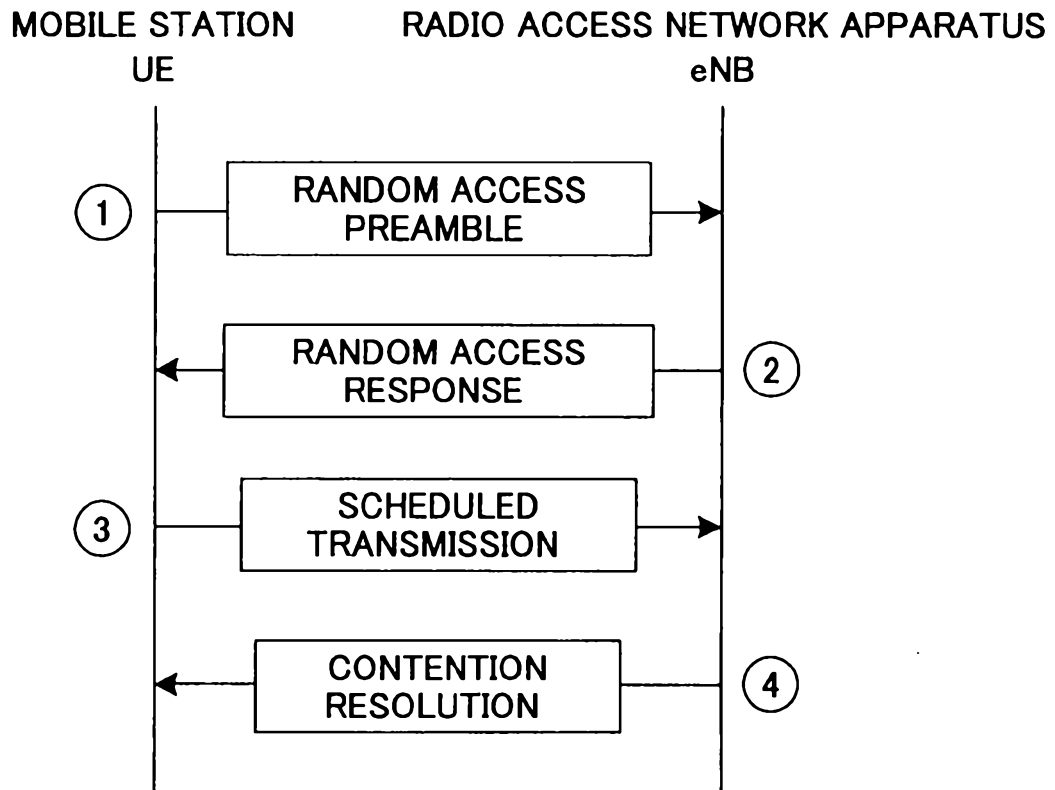 MOBILE STATION
UE
RADIO ACCESS NETWORK APPARATUS
eNB
1
RANDOM ACCESS
PREAMBLE
RANDOM ACCESS
RESPONSE
2
3
SCHEDULED
TRANSMISSION
CONTENTION
RESOLUTION
4